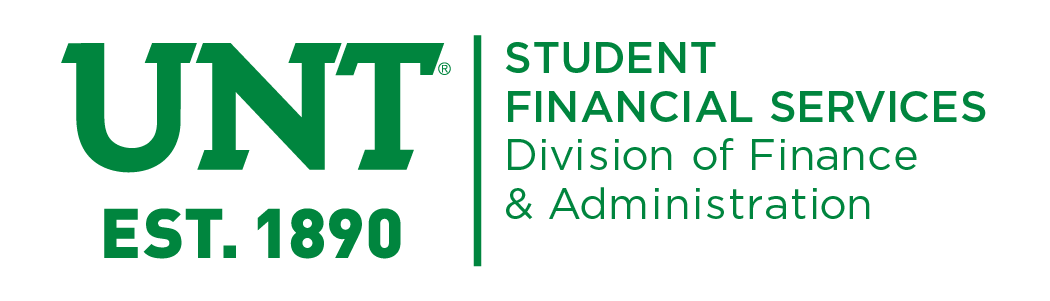 UNT®
EST. 1890
STUDENT
FINANCIAL SERVICES
Division of Finance
& Administration